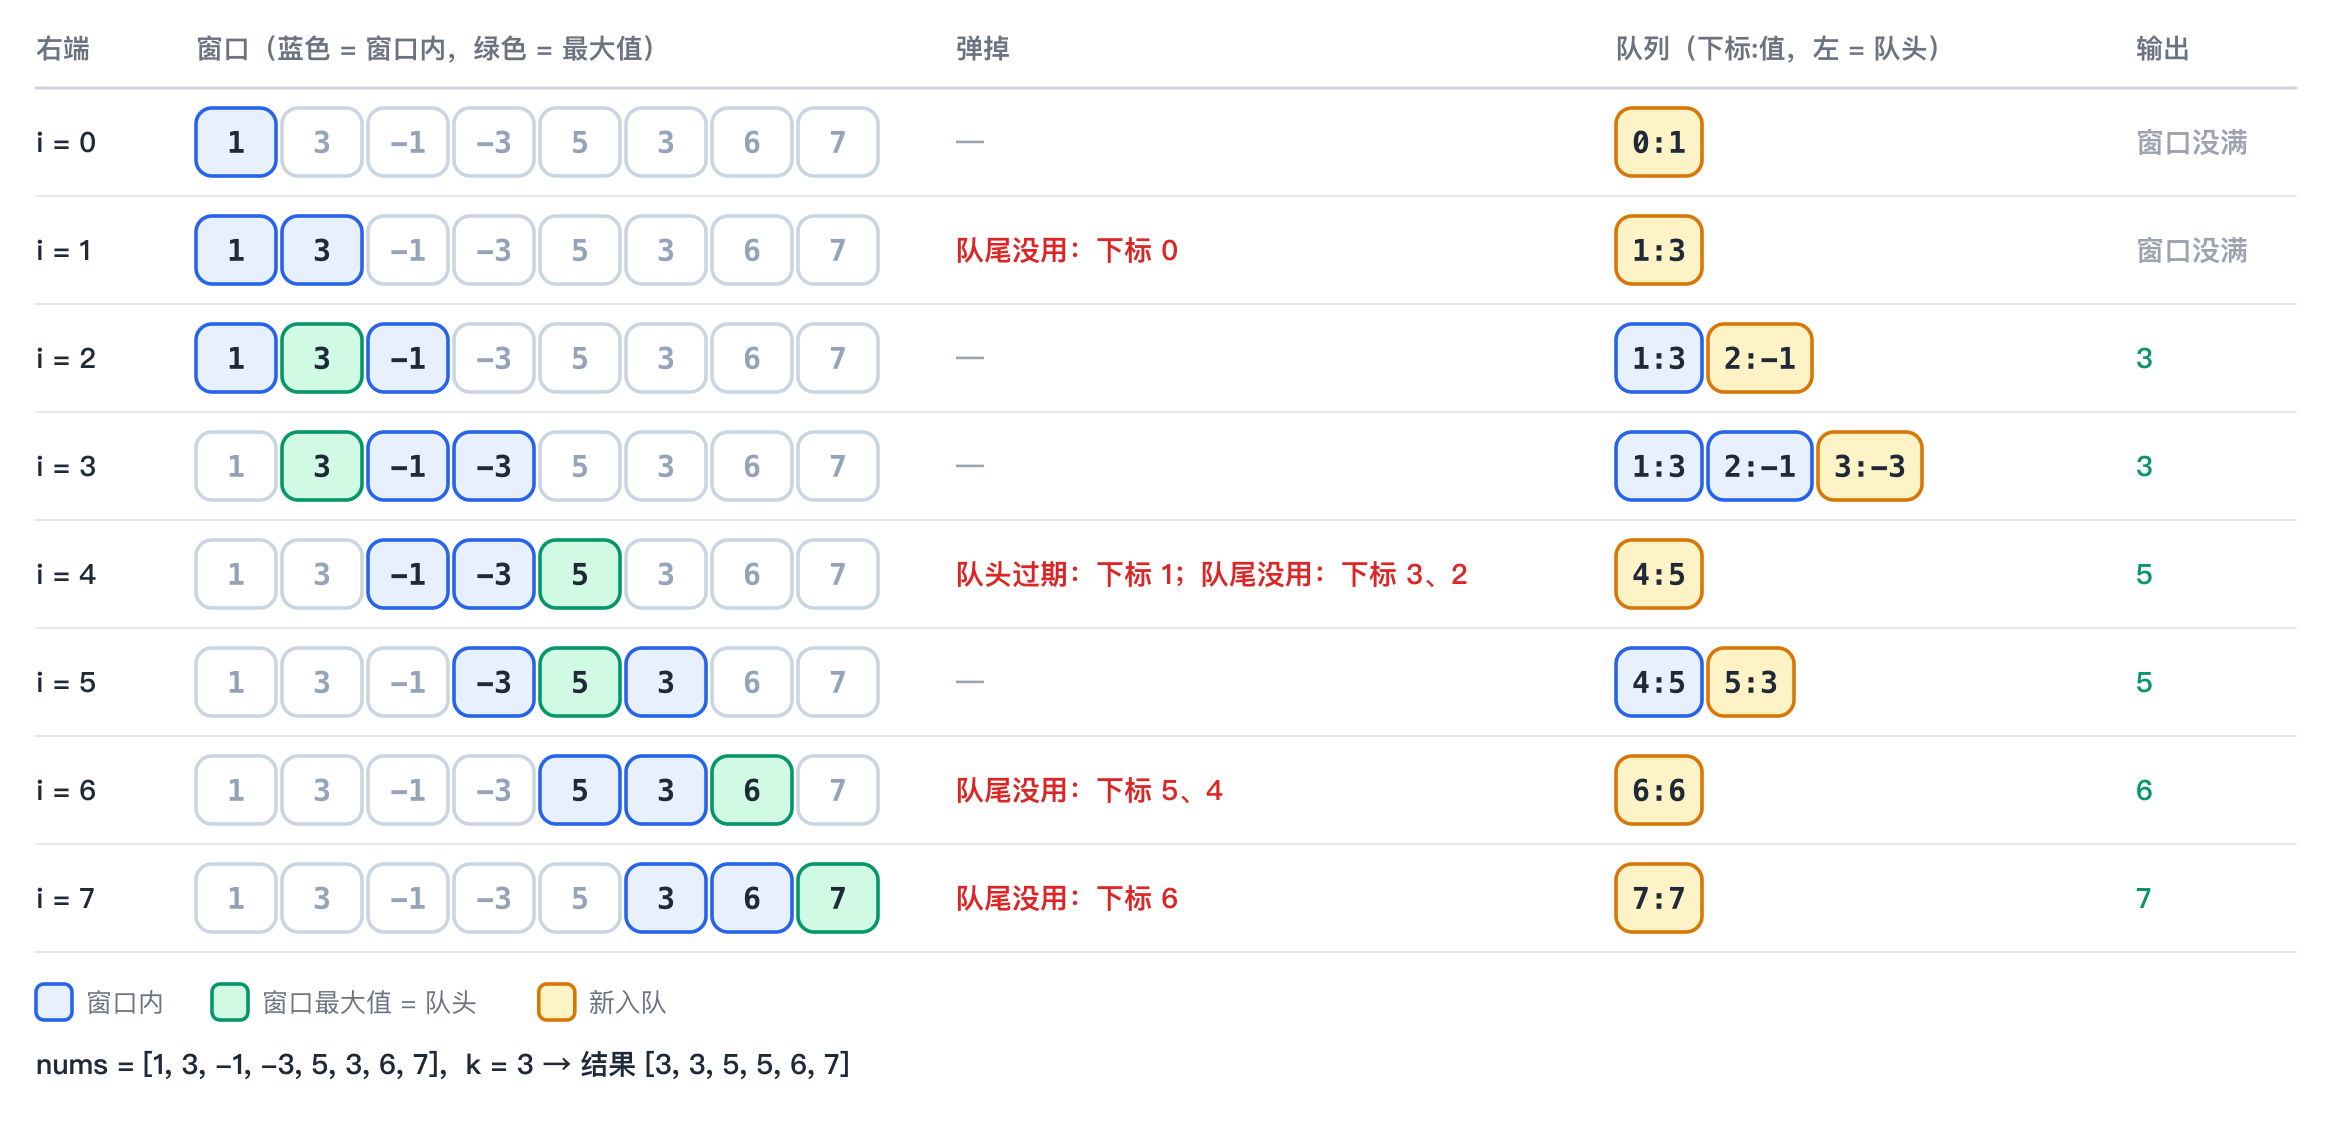 右端 窗口（蓝色 = 窗口内，绿色 = 最大值） 弹掉 队列（下标:值，左 = 队头） 输出
i = 0 1 3 −1 −3 5 3 6 7 — 0:1 窗口没满
i = 1 1 3 −1 −3 5 3 6 7 队尾没用：下标 0 1:3 窗口没满
i = 2 1 3 −1 −3 5 3 6 7 — 1:3 2:−1 3
i = 3 1 3 −1 −3 5 3 6 7 — 1:3 2:−1 3:−3 3
i = 4 1 3 −1 −3 5 3 6 7 队头过期：下标 1；队尾没用：下标 3、2 4:5 5
i = 5 1 3 −1 −3 5 3 6 7 — 4:5 5:3 5
i = 6 1 3 −1 −3 5 3 6 7 队尾没用：下标 5、4 6:6 6
i = 7 1 3 −1 −3 5 3 6 7 队尾没用：下标 6 7:7 7
窗口内 窗口最大值 = 队头 新入队
nums = [1, 3, −1, −3, 5, 3, 6, 7]，k = 3 → 结果 [3, 3, 5, 5, 6, 7]